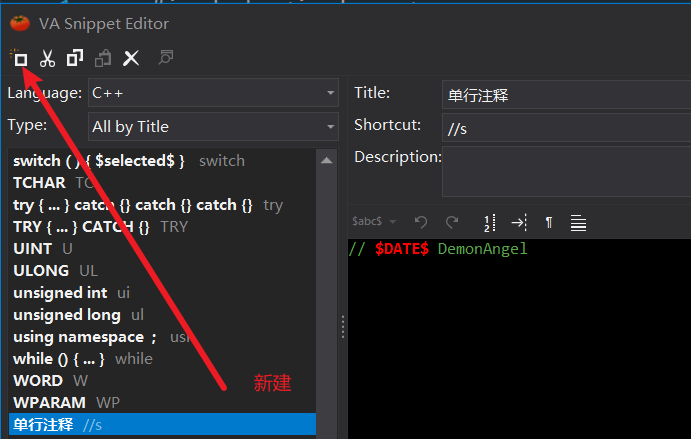 VA Snippet Editor
Language: C++
Type: All by Title
switch ( ) { $selected$ } switch
TCHAR TC
try { ... } catch {} catch {} catch {} try
TRY { ... } CATCH {} TRY
UINT U
ULONG UL
unsigned int ui
unsigned long ul
using namespace ;
while () { ... } while
WORD W
WPARAM WP
单行注释 //s
新建
Title: 单行注释
Shortcut: //s
Description:
$abc$
// $DATE$ DemonAngel